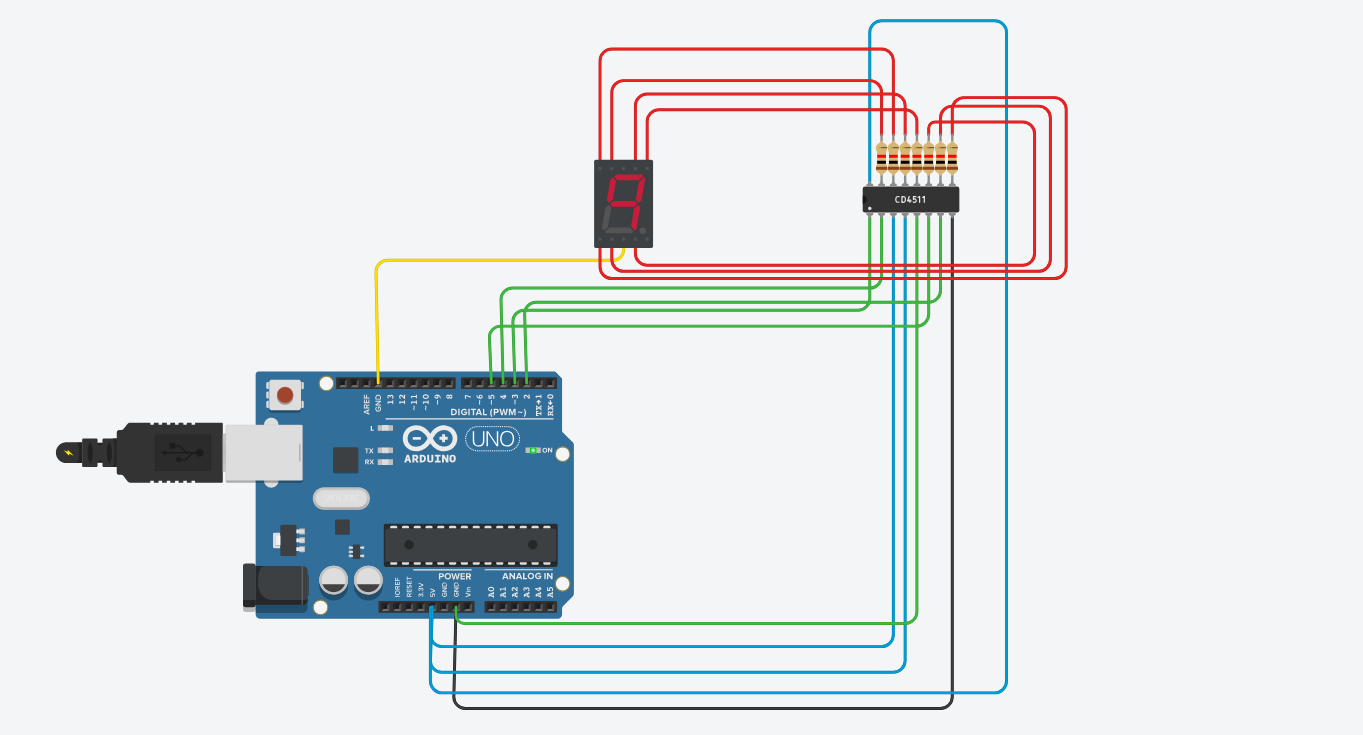 CD4511
9
AREF
GND
13
12
~11
~10
~9
8
7
~6
~5
4
~3
2
TX→1
RX←0
DIGITAL (PWM~)
L
TX
RX
ARDUINO
UNO
ON
IOREF
RESET
3.3V
5V
GND
GND
Vin
POWER
ANALOG IN
A0
A1
A2
A3
A4
A5